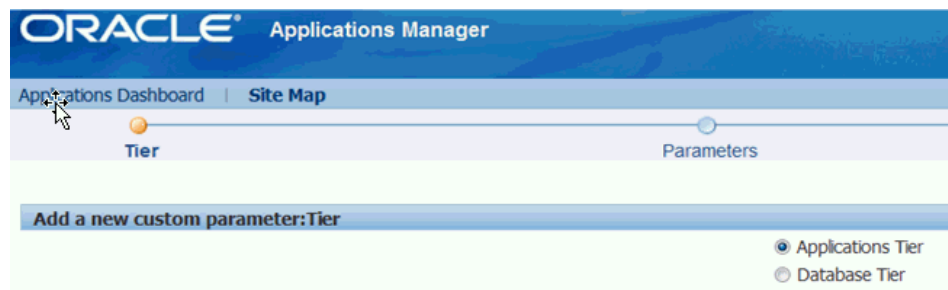 ORACLE Applications Manager
Applications Dashboard | Site Map
Tier Parameters
Add a new custom parameter:Tier
Applications Tier
Database Tier